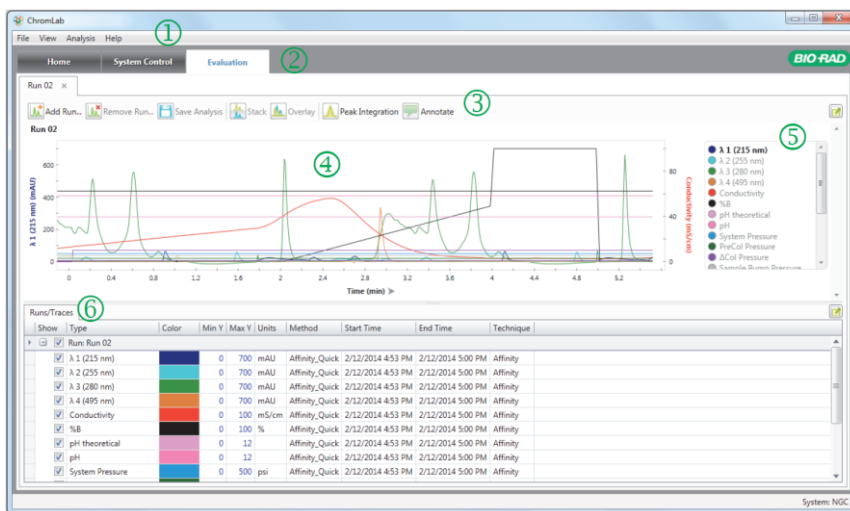 ChromLab
①
File View Analysis Help
Home System Control Evaluation ② BIO-RAD
Run 02 ×
Add Run... Remove Run... Save Analysis Stack Overlay Peak Integration Annotate ③
Run 02
④
⑤
λ 1 (215 nm) (mAU)
600
400
200
0
0 0.4 0.8 1.2 1.6 2 2.4 2.8 3.2 3.6 4 4.4 4.8 5.2
Time (min)
80
40
0
Conductivity (mS/cm)
λ 1 (215 nm)
λ 2 (255 nm)
λ 3 (280 nm)
λ 4 (495 nm)
Conductivity
%B
pH theoretical
pH
System Pressure
PreCol Pressure
ΔCol Pressure
Sample Pump Pressure
Runs/Traces ⑥
Show Type Color Min Y Max Y Units Method Start Time End Time Technique
Run: Run 02
λ 1 (215 nm) 0 700 mAU Affinity_Quick 2/12/2014 4:53 PM 2/12/2014 5:00 PM Affinity
λ 2 (255 nm) 0 700 mAU Affinity_Quick 2/12/2014 4:53 PM 2/12/2014 5:00 PM Affinity
λ 3 (280 nm) 0 700 mAU Affinity_Quick 2/12/2014 4:53 PM 2/12/2014 5:00 PM Affinity
λ 4 (495 nm) 0 700 mAU Affinity_Quick 2/12/2014 4:53 PM 2/12/2014 5:00 PM Affinity
Conductivity 0 100 mS/cm Affinity_Quick 2/12/2014 4:53 PM 2/12/2014 5:00 PM Affinity
%B 0 100 % Affinity_Quick 2/12/2014 4:53 PM 2/12/2014 5:00 PM Affinity
pH theoretical 0 12 Affinity_Quick 2/12/2014 4:53 PM 2/12/2014 5:00 PM Affinity
pH 0 12 Affinity_Quick 2/12/2014 4:53 PM 2/12/2014 5:00 PM Affinity
System Pressure 0 500 psi Affinity_Quick 2/12/2014 4:53 PM 2/12/2014 5:00 PM Affinity
System: NGC